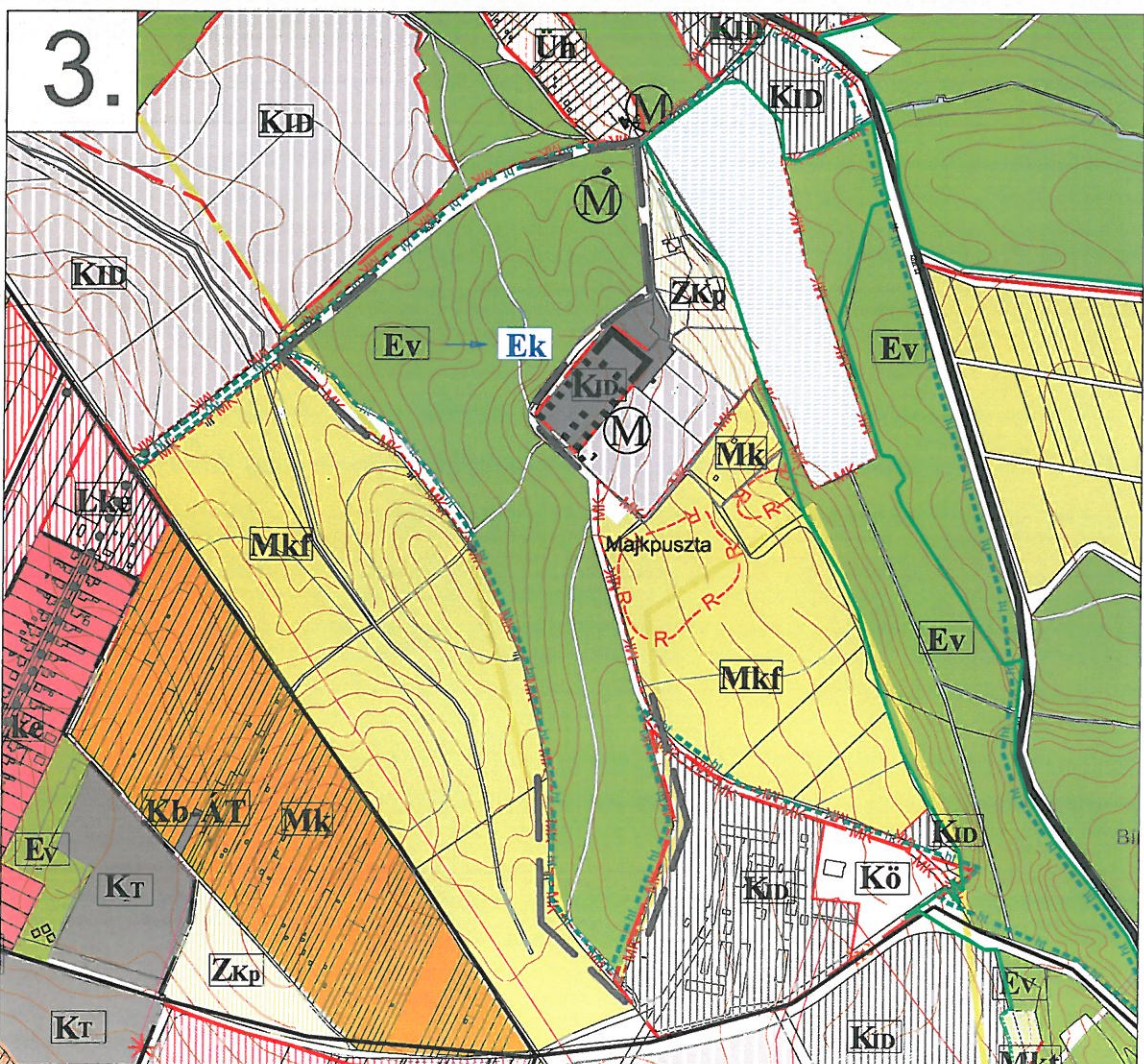 3.
Üh
KID
M
KID
KID
Ḿ
KID
ZKp
Ev
Ek
Ev
KID
M
Mk
Lke
Mkf
Majkpuszta
R
R
R
R
R
R
R
Ev
Mkf
ke
Kb-ÁT
Mk
Ev
KID
KT
KID
Kö
ZKp
Ev
KT
KID